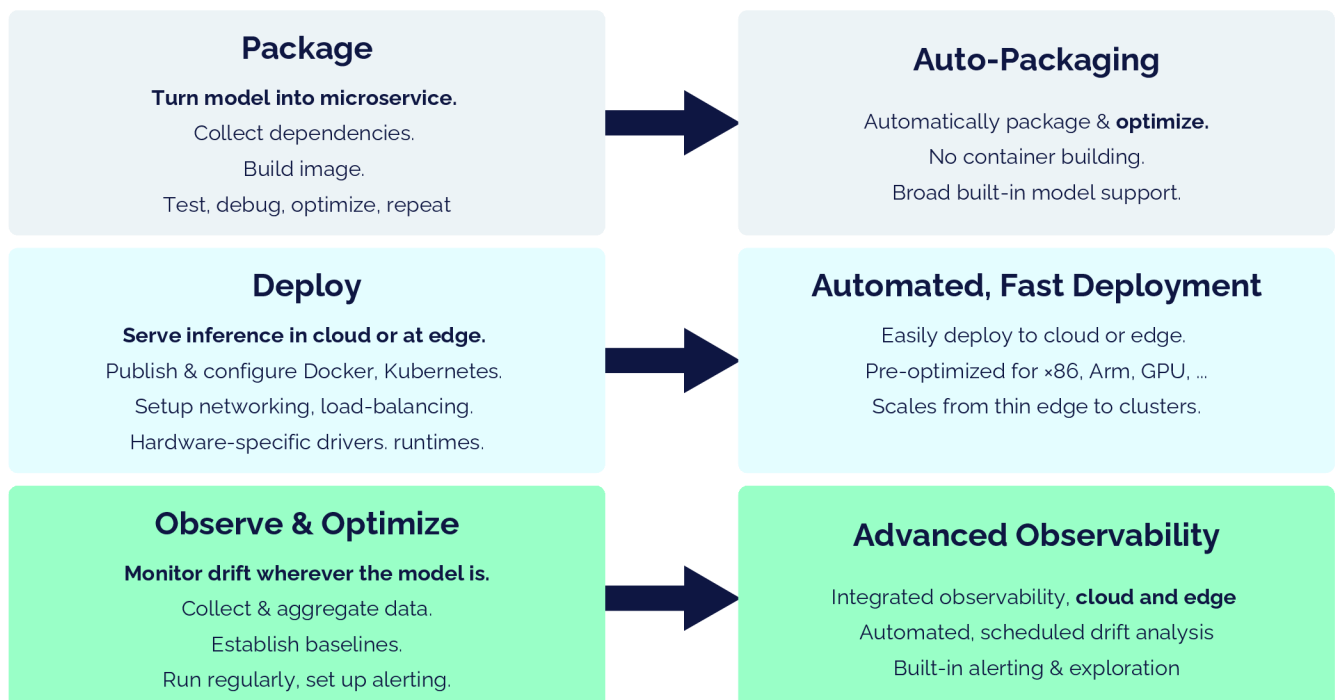 Package
Turn model into microservice.
Collect dependencies.
Build image.
Test, debug, optimize, repeat
Auto-Packaging
Automatically package & optimize.
No container building.
Broad built-in model support.
Deploy
Serve inference in cloud or at edge.
Publish & configure Docker, Kubernetes.
Setup networking, load-balancing.
Hardware-specific drivers. runtimes.
Automated, Fast Deployment
Easily deploy to cloud or edge.
Pre-optimized for ×86, Arm, GPU, ...
Scales from thin edge to clusters.
Observe & Optimize
Monitor drift wherever the model is.
Collect & aggregate data.
Establish baselines.
Run regularly, set up alerting.
Advanced Observability
Integrated observability, cloud and edge
Automated, scheduled drift analysis
Built-in alerting & exploration